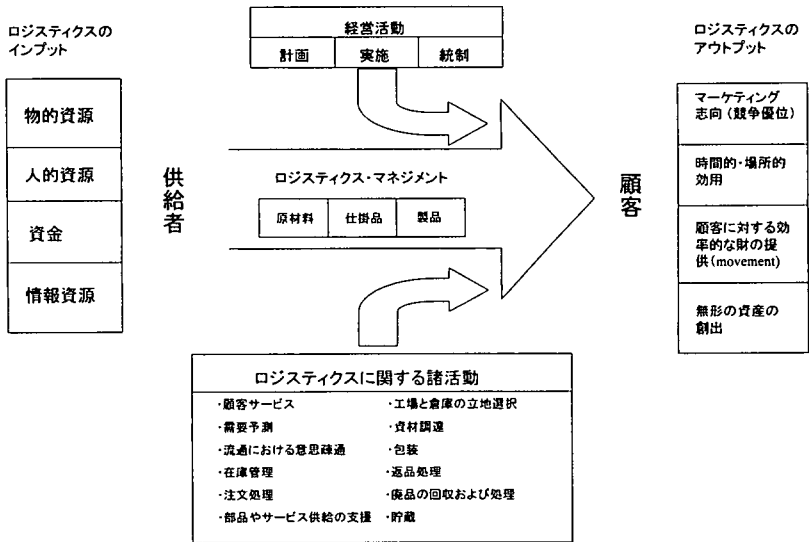 ロジスティクスの
インプット
物的資源
人的資源
資金
情報資源
供給者
経営活動
計画 実施 統制
ロジスティクス・マネジメント
原材料 仕掛品 製品
顧客
ロジスティクスに関する諸活動
・顧客サービス
・需要予測
・流通における意思疎通
・在庫管理
・注文処理
・部品やサービス供給の支援
・工場と倉庫の立地選択
・資材調達
・包装
・返品処理
・廃品の回収および処理
・貯蔵
ロジスティクスの
アウトプット
マーケティング
志向(競争優位)
時間的・場所的
効用
顧客に対する効
率的な財の提
供(movement)
無形の資産の
創出